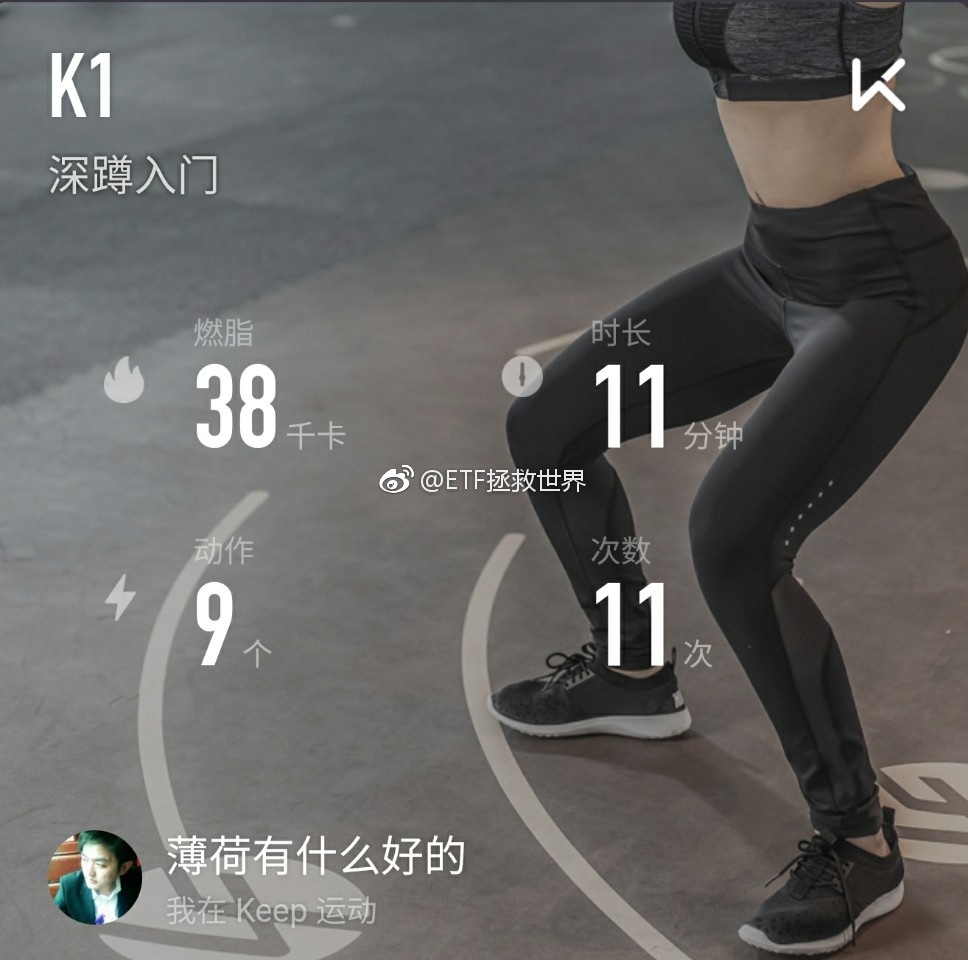 K1
深蹲入门
燃脂
38 千卡
时长
11 分钟
@ETF拯救世界
动作
9 个
次数
11 次
薄荷有什么好的
我在 Keep 运动